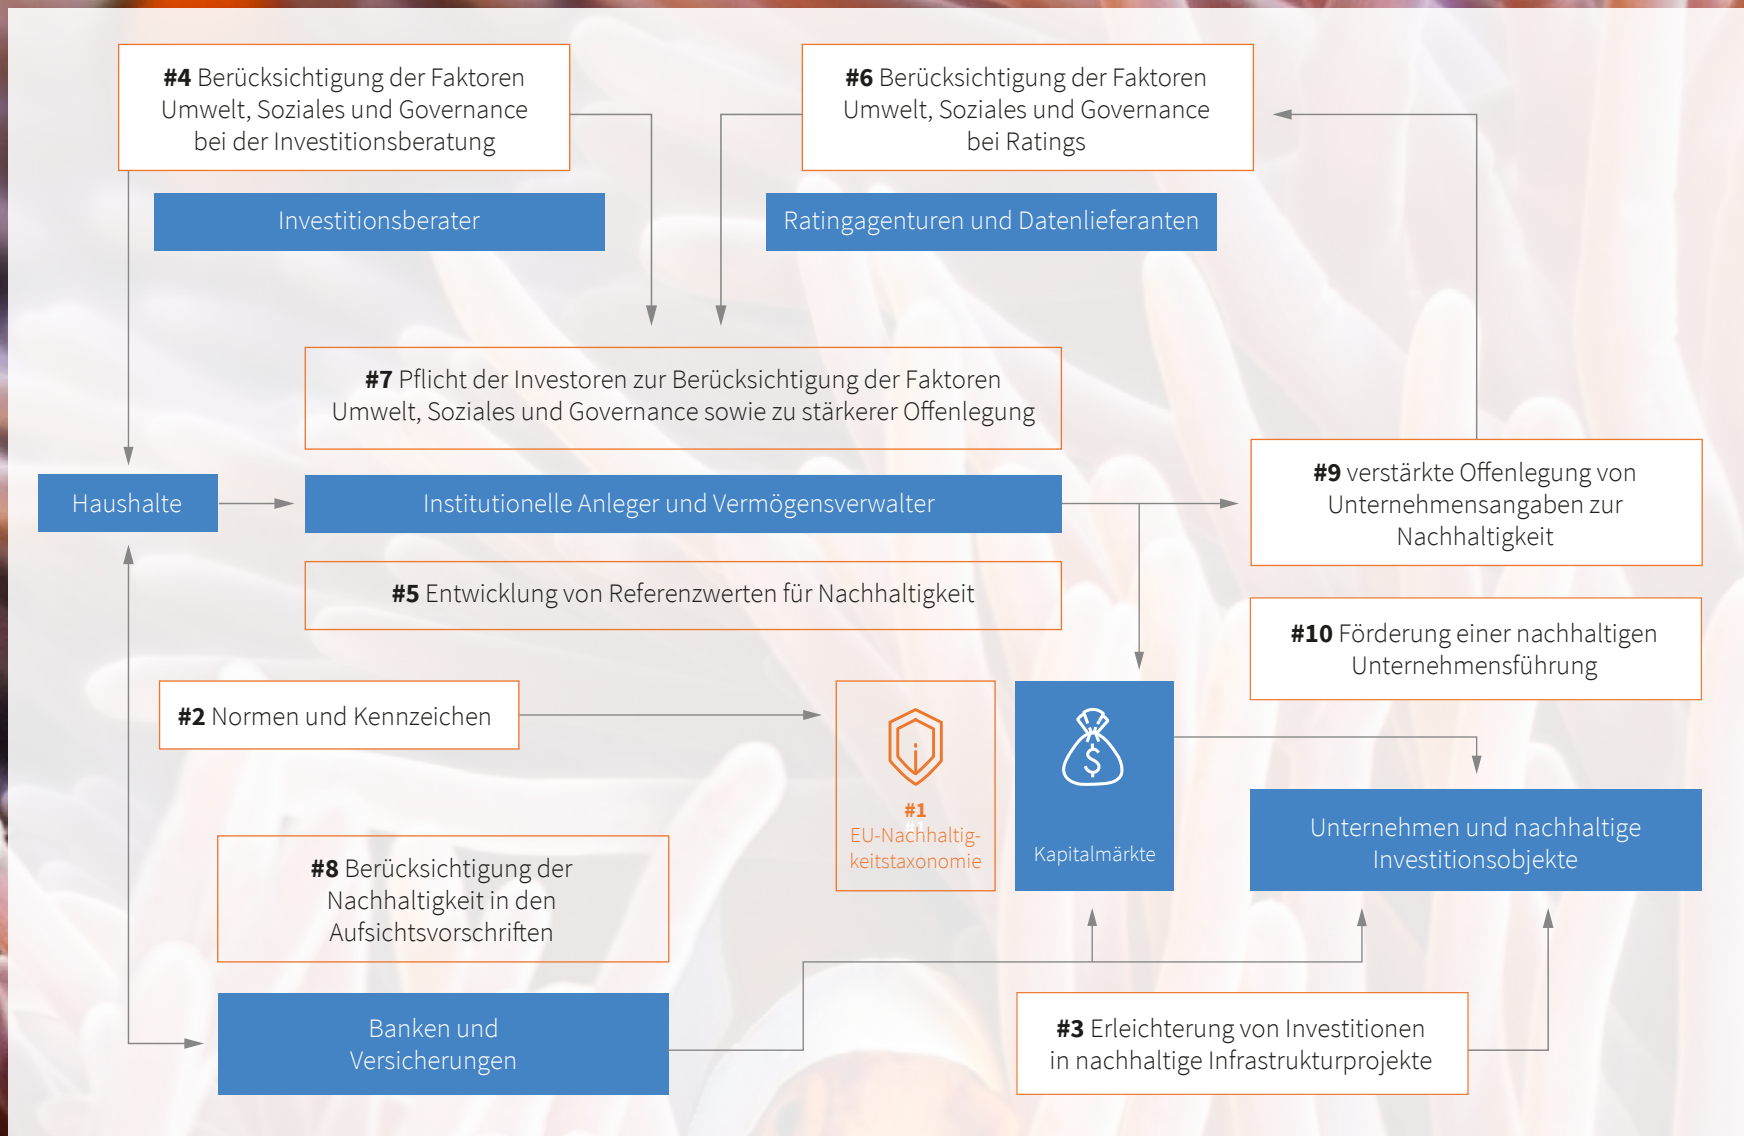 #4 Berücksichtigung der Faktoren
Umwelt, Soziales und Governance
bei der Investitionsberatung
#6 Berücksichtigung der Faktoren
Umwelt, Soziales und Governance
bei Ratings
Investitionsberater
Ratingagenturen und Datenlieferanten
#7 Pflicht der Investoren zur Berücksichtigung der Faktoren
Umwelt, Soziales und Governance sowie zu stärkerer Offenlegung
Haushalte
Institutionelle Anleger und Vermögensverwalter
#9 verstärkte Offenlegung von
Unternehmensangaben zur
Nachhaltigkeit
#5 Entwicklung von Referenzwerten für Nachhaltigkeit
#10 Förderung einer nachhaltigen
Unternehmensführung
#2 Normen und Kennzeichen
#1
EU-Nachhaltig-
keitstaxonomie
$
Kapitalmärkte
Unternehmen und nachhaltige
Investitionsobjekte
#8 Berücksichtigung der
Nachhaltigkeit in den
Aufsichtsvorschriften
Banken und
Versicherungen
#3 Erleichterung von Investitionen
in nachhaltige Infrastrukturprojekte